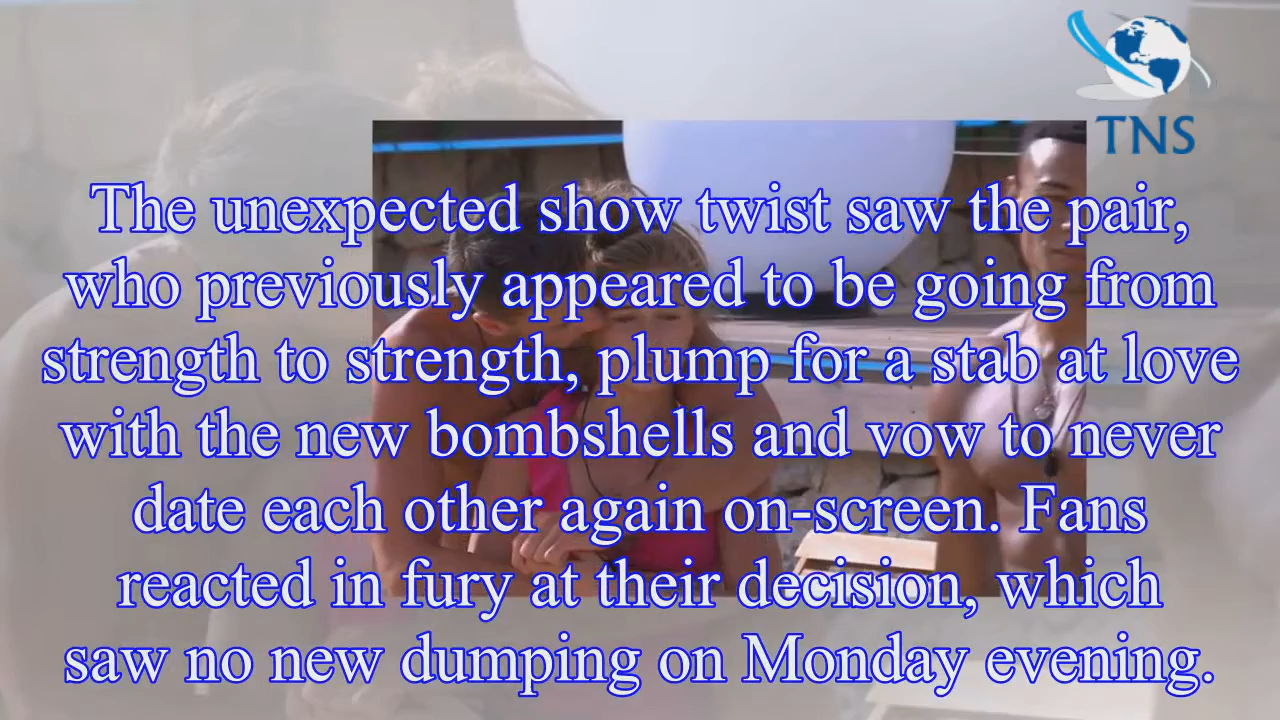 TNS
The unexpected show twist saw the pair,
who previously appeared to be going from
strength to strength, plump for a stab at love
with the new bombshells and vow to never
date each other again on-screen. Fans
reacted in fury at their decision, which
saw no new dumping on Monday evening.